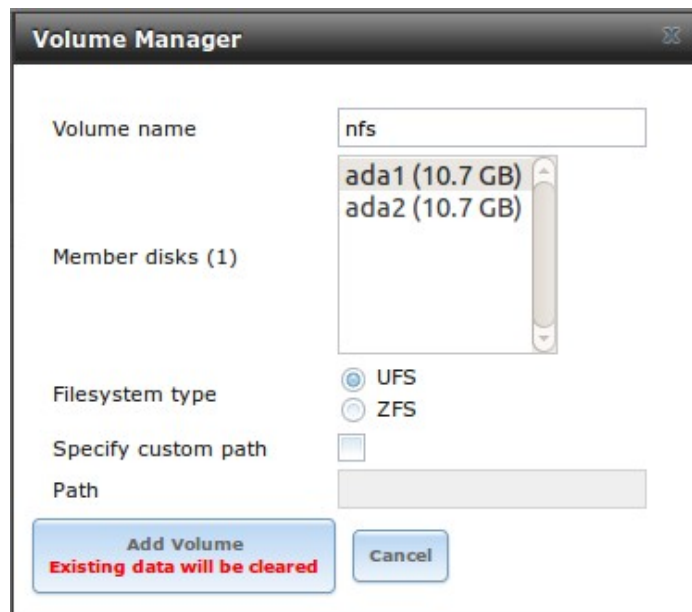 Volume Manager
Volume name
nfs
Member disks (1)
ada1 (10.7 GB)
ada2 (10.7 GB)
Filesystem type
UFS
ZFS
Specify custom path
Path
Add Volume
Existing data will be cleared
Cancel